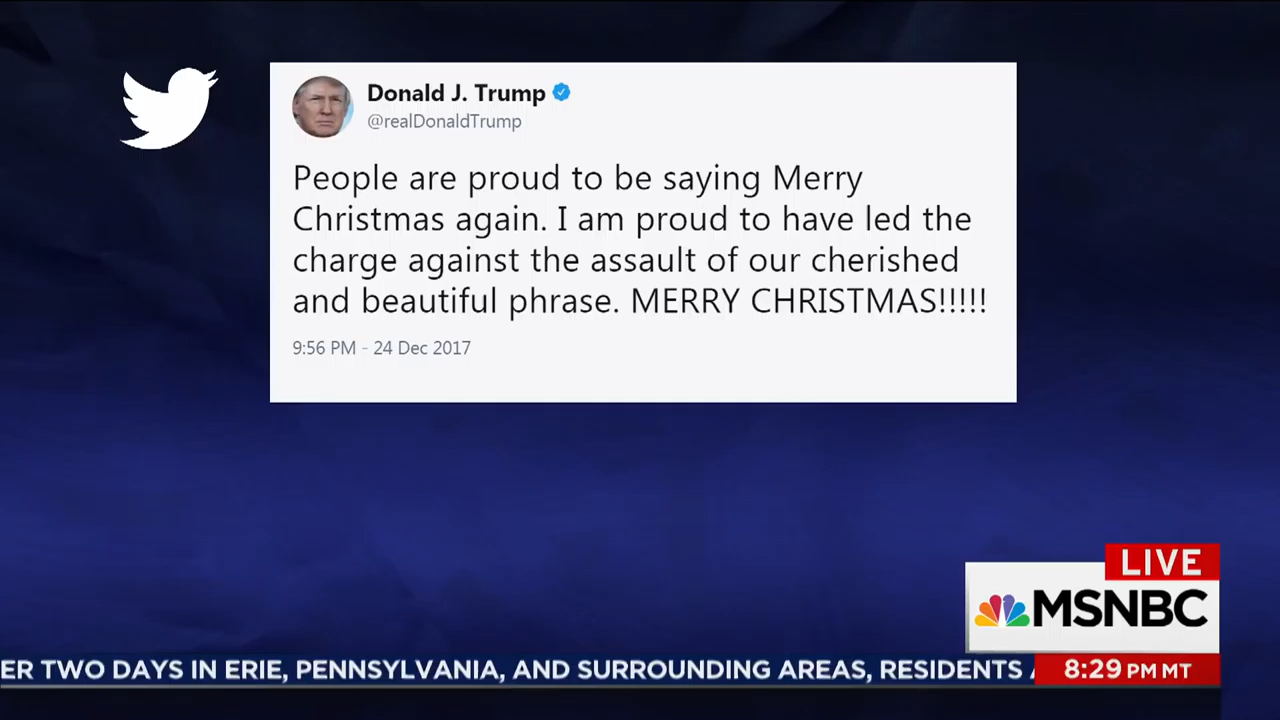 Donald J. Trump
@realDonaldTrump
People are proud to be saying Merry
Christmas again. I am proud to have led the
charge against the assault of our cherished
and beautiful phrase. MERRY CHRISTMAS!!!!!
9:56 PM - 24 Dec 2017
LIVE
MSNBC
ER TWO DAYS IN ERIE, PENNSYLVANIA, AND SURROUNDING AREAS, RESIDENTS
8:29 PM MT